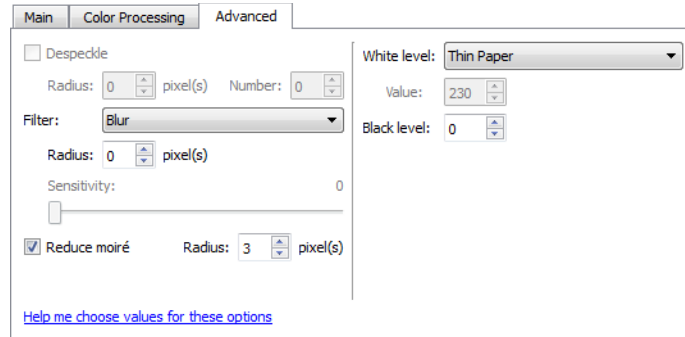 Main Color Processing Advanced
Despeckle
Radius: 0 pixel(s) Number: 0
Filter: Blur
Radius: 0 pixel(s)
Sensitivity: 0
Reduce moiré Radius: 3 pixel(s)
Help me choose values for these options
White level: Thin Paper
Value: 230
Black level: 0